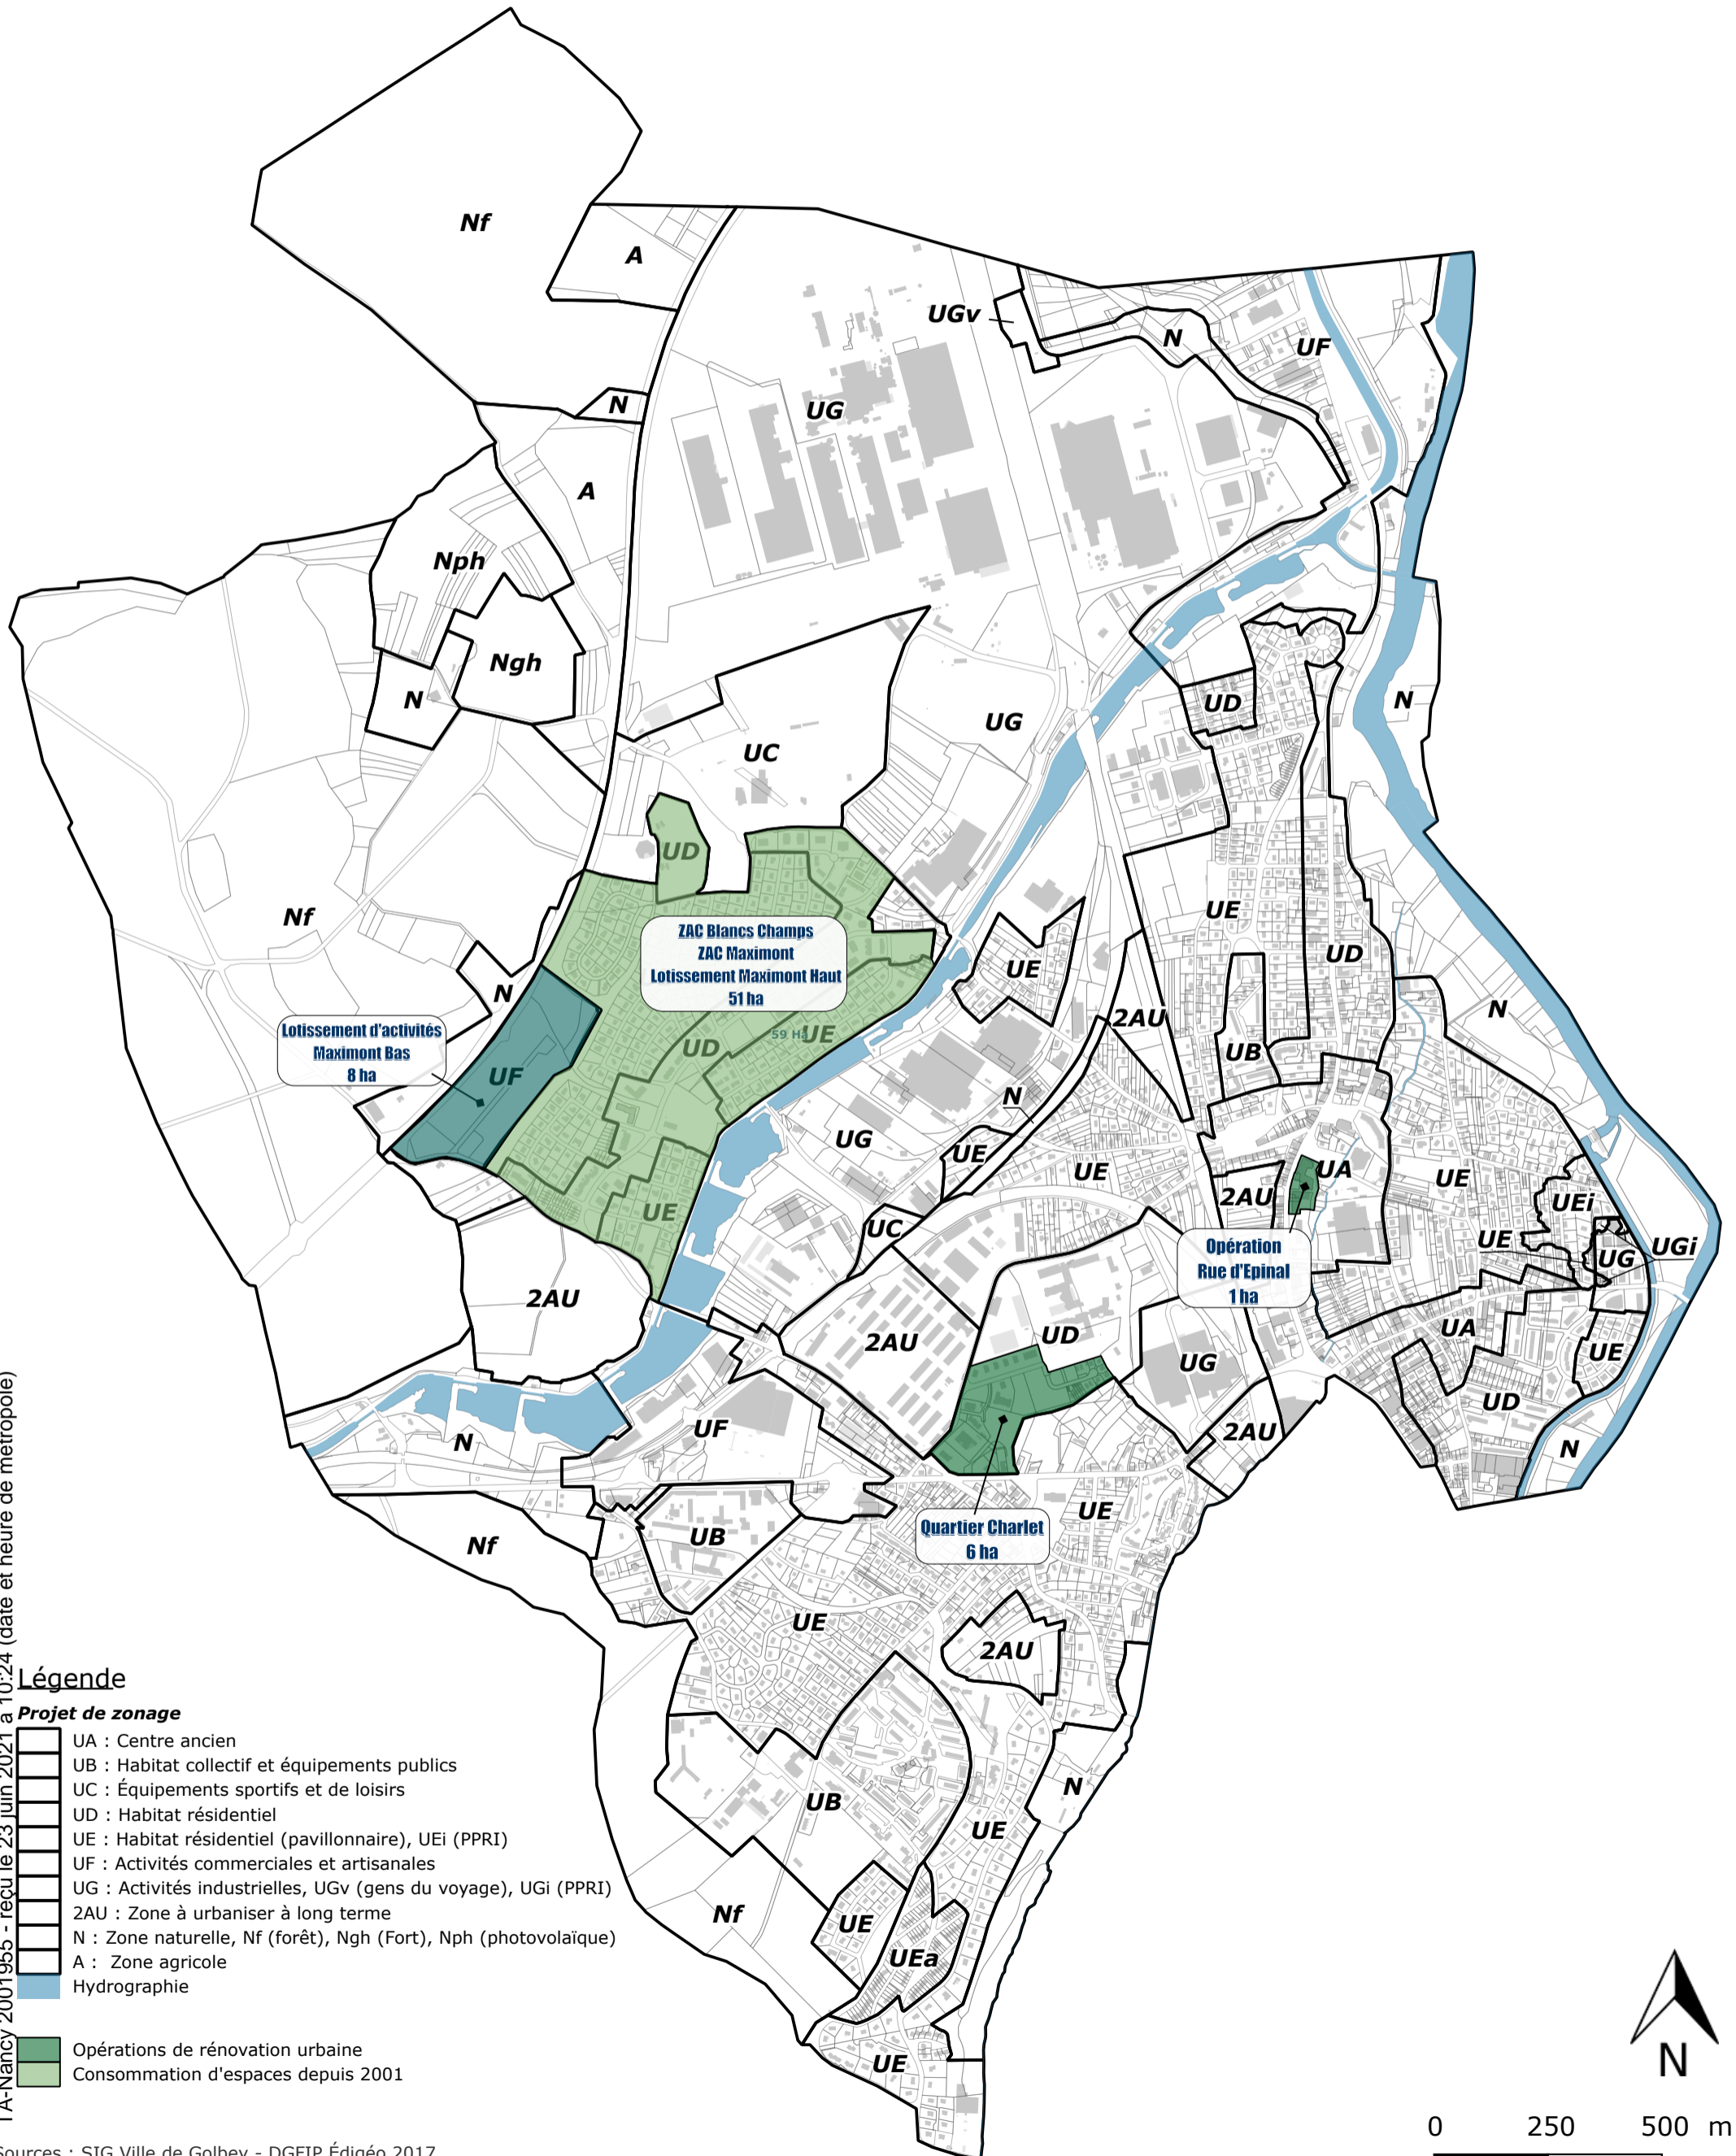 Nf
A
UGv
N
UF
N
UG
A
Nph
Ngh
N
UD
N
UG
UC
UD
UE
Nf
ZAC Blancs Champs
ZAC Maximont
Lotissement Maximont Haut
51 ha
UD
UE
N
N
2AU
Lotissement d'activités
Maximont Bas
8 ha
59 Ha
UE
UD
UB
UF
N
UG
UE
UE
UA
UE
2AU
UEi
UE
UC
UE
UGi
UG
Opération
Rue d'Epinal
1 ha
2AU
UA
UD
2AU
UE
UG
UD
UF
2AU
N
N
Quartier Charlet
6 ha
UE
UB
Nf
UE
2AU
N
UB
UE
Nf
UE
UEa
UE
TA-Nancy 2001955 - reçu le 23 juin 2021 à 10:24 (date et heure de métropole)
Légende
Projet de zonage
UA : Centre ancien
UB : Habitat collectif et équipements publics
UC : Équipements sportifs et de loisirs
UD : Habitat résidentiel
UE : Habitat résidentiel (pavillonnaire), UEi (PPRI)
UF : Activités commerciales et artisanales
UG : Activités industrielles, UGv (gens du voyage), UGi (PPRI)
2AU : Zone à urbaniser à long terme
N : Zone naturelle, Nf (forêt), Ngh (Fort), Nph (photovolaïque)
A : Zone agricole
Hydrographie
Opérations de rénovation urbaine
Consommation d'espaces depuis 2001
N
0 250 500 m
Sources : SIG Ville de Golbey - DGFIP Édigéo 2017